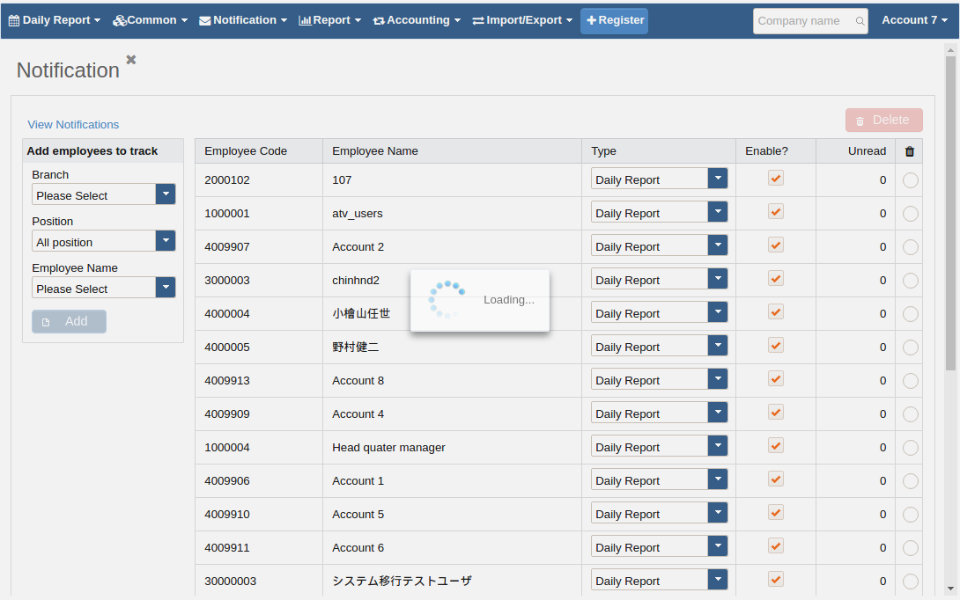 Daily Report Common Notification Report Accounting Import/Export Register Company name Account 7
Notification
View Notifications
Delete
Add employees to track
Branch
Please Select
Position
All position
Employee Name
Please Select
Add
Employee Code Employee Name Type Enable? Unread
2000102 107 Daily Report 0
1000001 atv_users Daily Report 0
4009907 Account 2 Daily Report 0
3000003 chinhnd2 Daily Report 0
4000004 小檜山任世 Daily Report 0
4000005 野村健二 Daily Report 0
4009913 Account 8 Daily Report 0
4009909 Account 4 Daily Report 0
1000004 Head quater manager Daily Report 0
4009906 Account 1 Daily Report 0
4009910 Account 5 Daily Report 0
4009911 Account 6 Daily Report 0
30000003 システム移行テストユーザ Daily Report 0
Loading...